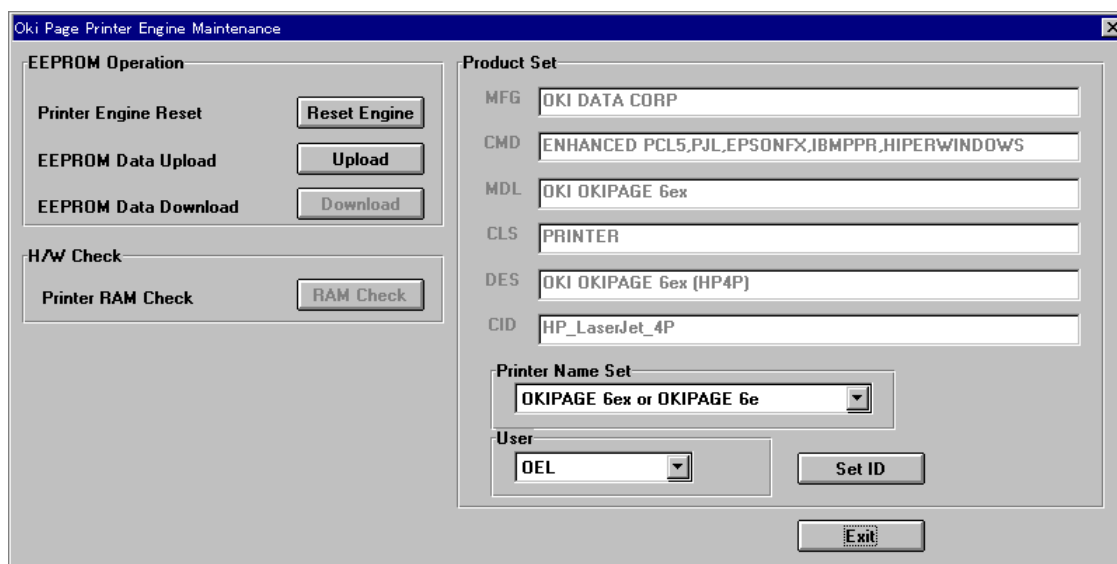 Oki Page Printer Engine Maintenance
EEPROM Operation
Printer Engine Reset
Reset Engine
EEPROM Data Upload
Upload
EEPROM Data Download
Download
H/W Check
Printer RAM Check
RAM Check
Product Set
MFG
OKI DATA CORP
CMD
ENHANCED PCL5,PJL,EPSONFX,IBMPPR,HIPERWINDOWS
MDL
OKI OKIPAGE 6ex
CLS
PRINTER
DES
OKI OKIPAGE 6ex (HP4P)
CID
HP_LaserJet_4P
Printer Name Set
OKIPAGE 6ex or OKIPAGE 6e
User
OEL
Set ID
Exit